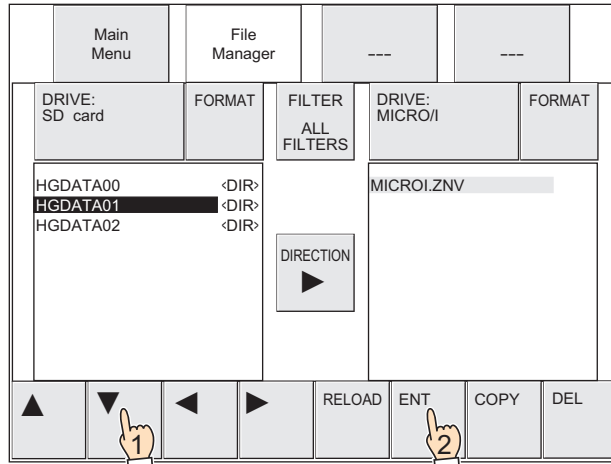 Main
Menu
File
Manager
---
---
DRIVE:
SD card
FORMAT
FILTER
ALL
FILTERS
DRIVE:
MICRO/I
FORMAT
HGDATA00 <DIR>
HGDATA01 <DIR>
HGDATA02 <DIR>
MICROI.ZNV
DIRECTION
▶
▲ ▼ ◀ ▶ RELOAD ENT COPY DEL
1 2